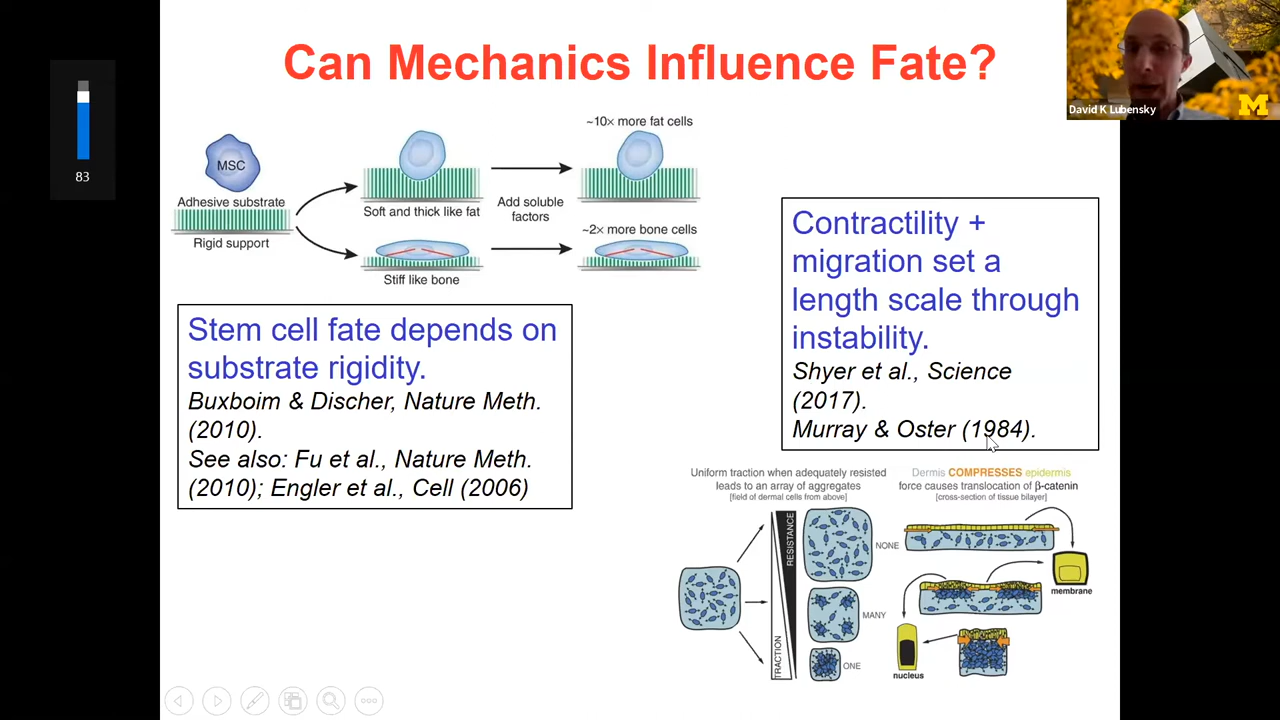 Can Mechanics Influence Fate?
David K Lubensky
M
83
MSC
Adhesive substrate
Rigid support
Soft and thick like fat
Stiff like bone
Add soluble
factors
~10× more fat cells
~2× more bone cells
Stem cell fate depends on
substrate rigidity.
Buxboim & Discher, Nature Meth.
(2010).
See also: Fu et al., Nature Meth.
(2010); Engler et al., Cell (2006)
Contractility +
migration set a
length scale through
instability.
Shyer et al., Science
(2017).
Murray & Oster (1984).
Uniform traction when adequately resisted
leads to an array of aggregates
[field of dermal cells from above]
RESISTANCE
TRACTION
NONE
MANY
ONE
Dermis COMPRESSES epidermis
force causes translocation of β-catenin
[cross-section of tissue bilayer]
membrane
nucleus